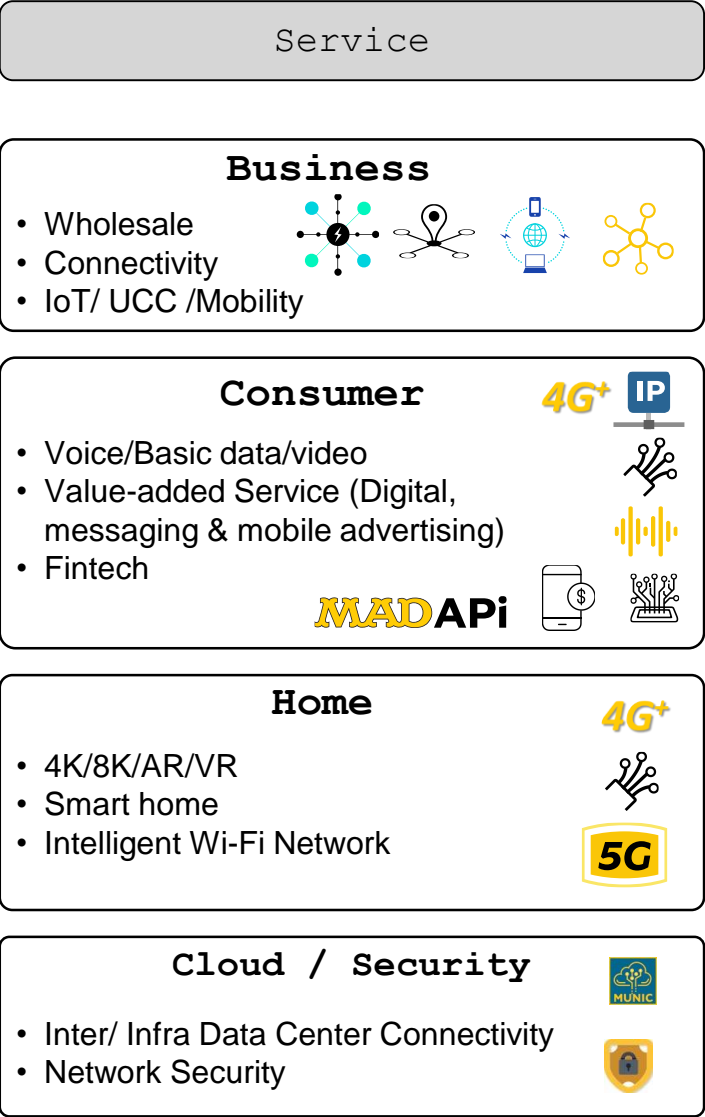 Service
Business
• Wholesale
• Connectivity
• IoT/ UCC /Mobility
Consumer
4G+
IP
• Voice/Basic data/video
• Value-added Service (Digital,
messaging & mobile advertising)
• Fintech
MADAPi
$
Home
4G+
• 4K/8K/AR/VR
• Smart home
• Intelligent Wi-Fi Network
5G
Cloud / Security
MUNIC
• Inter/ Infra Data Center Connectivity
• Network Security